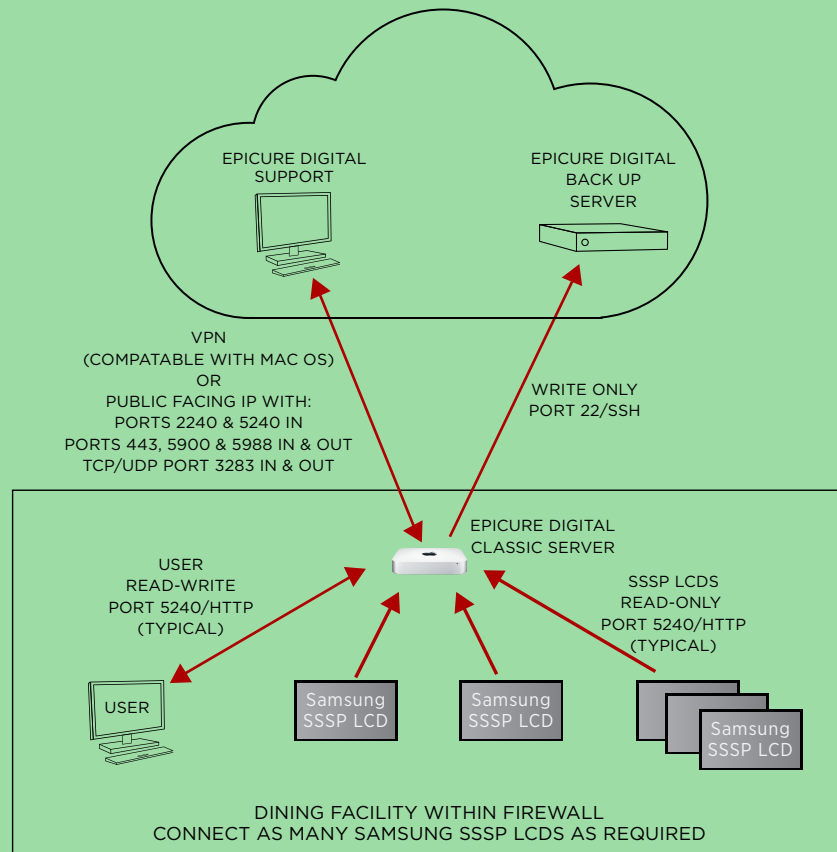 EPICURE DIGITAL
SUPPORT
EPICURE DIGITAL
BACK UP
SERVER
VPN
(COMPATABLE WITH MAC OS)
OR
PUBLIC FACING IP WITH:
PORTS 2240 & 5240 IN
PORTS 443, 5900 & 5988 IN & OUT
TCP/UDP PORT 3283 IN & OUT
WRITE ONLY
PORT 22/SSH
EPICURE DIGITAL
CLASSIC SERVER
USER
READ-WRITE
PORT 5240/HTTP
(TYPICAL)
SSSP LCDS
READ-ONLY
PORT 5240/HTTP
(TYPICAL)
USER
Samsung
SSSP LCD
Samsung
SSSP LCD
Samsung
SSSP LCD
DINING FACILITY WITHIN FIREWALL
CONNECT AS MANY SAMSUNG SSSP LCDS AS REQUIRED